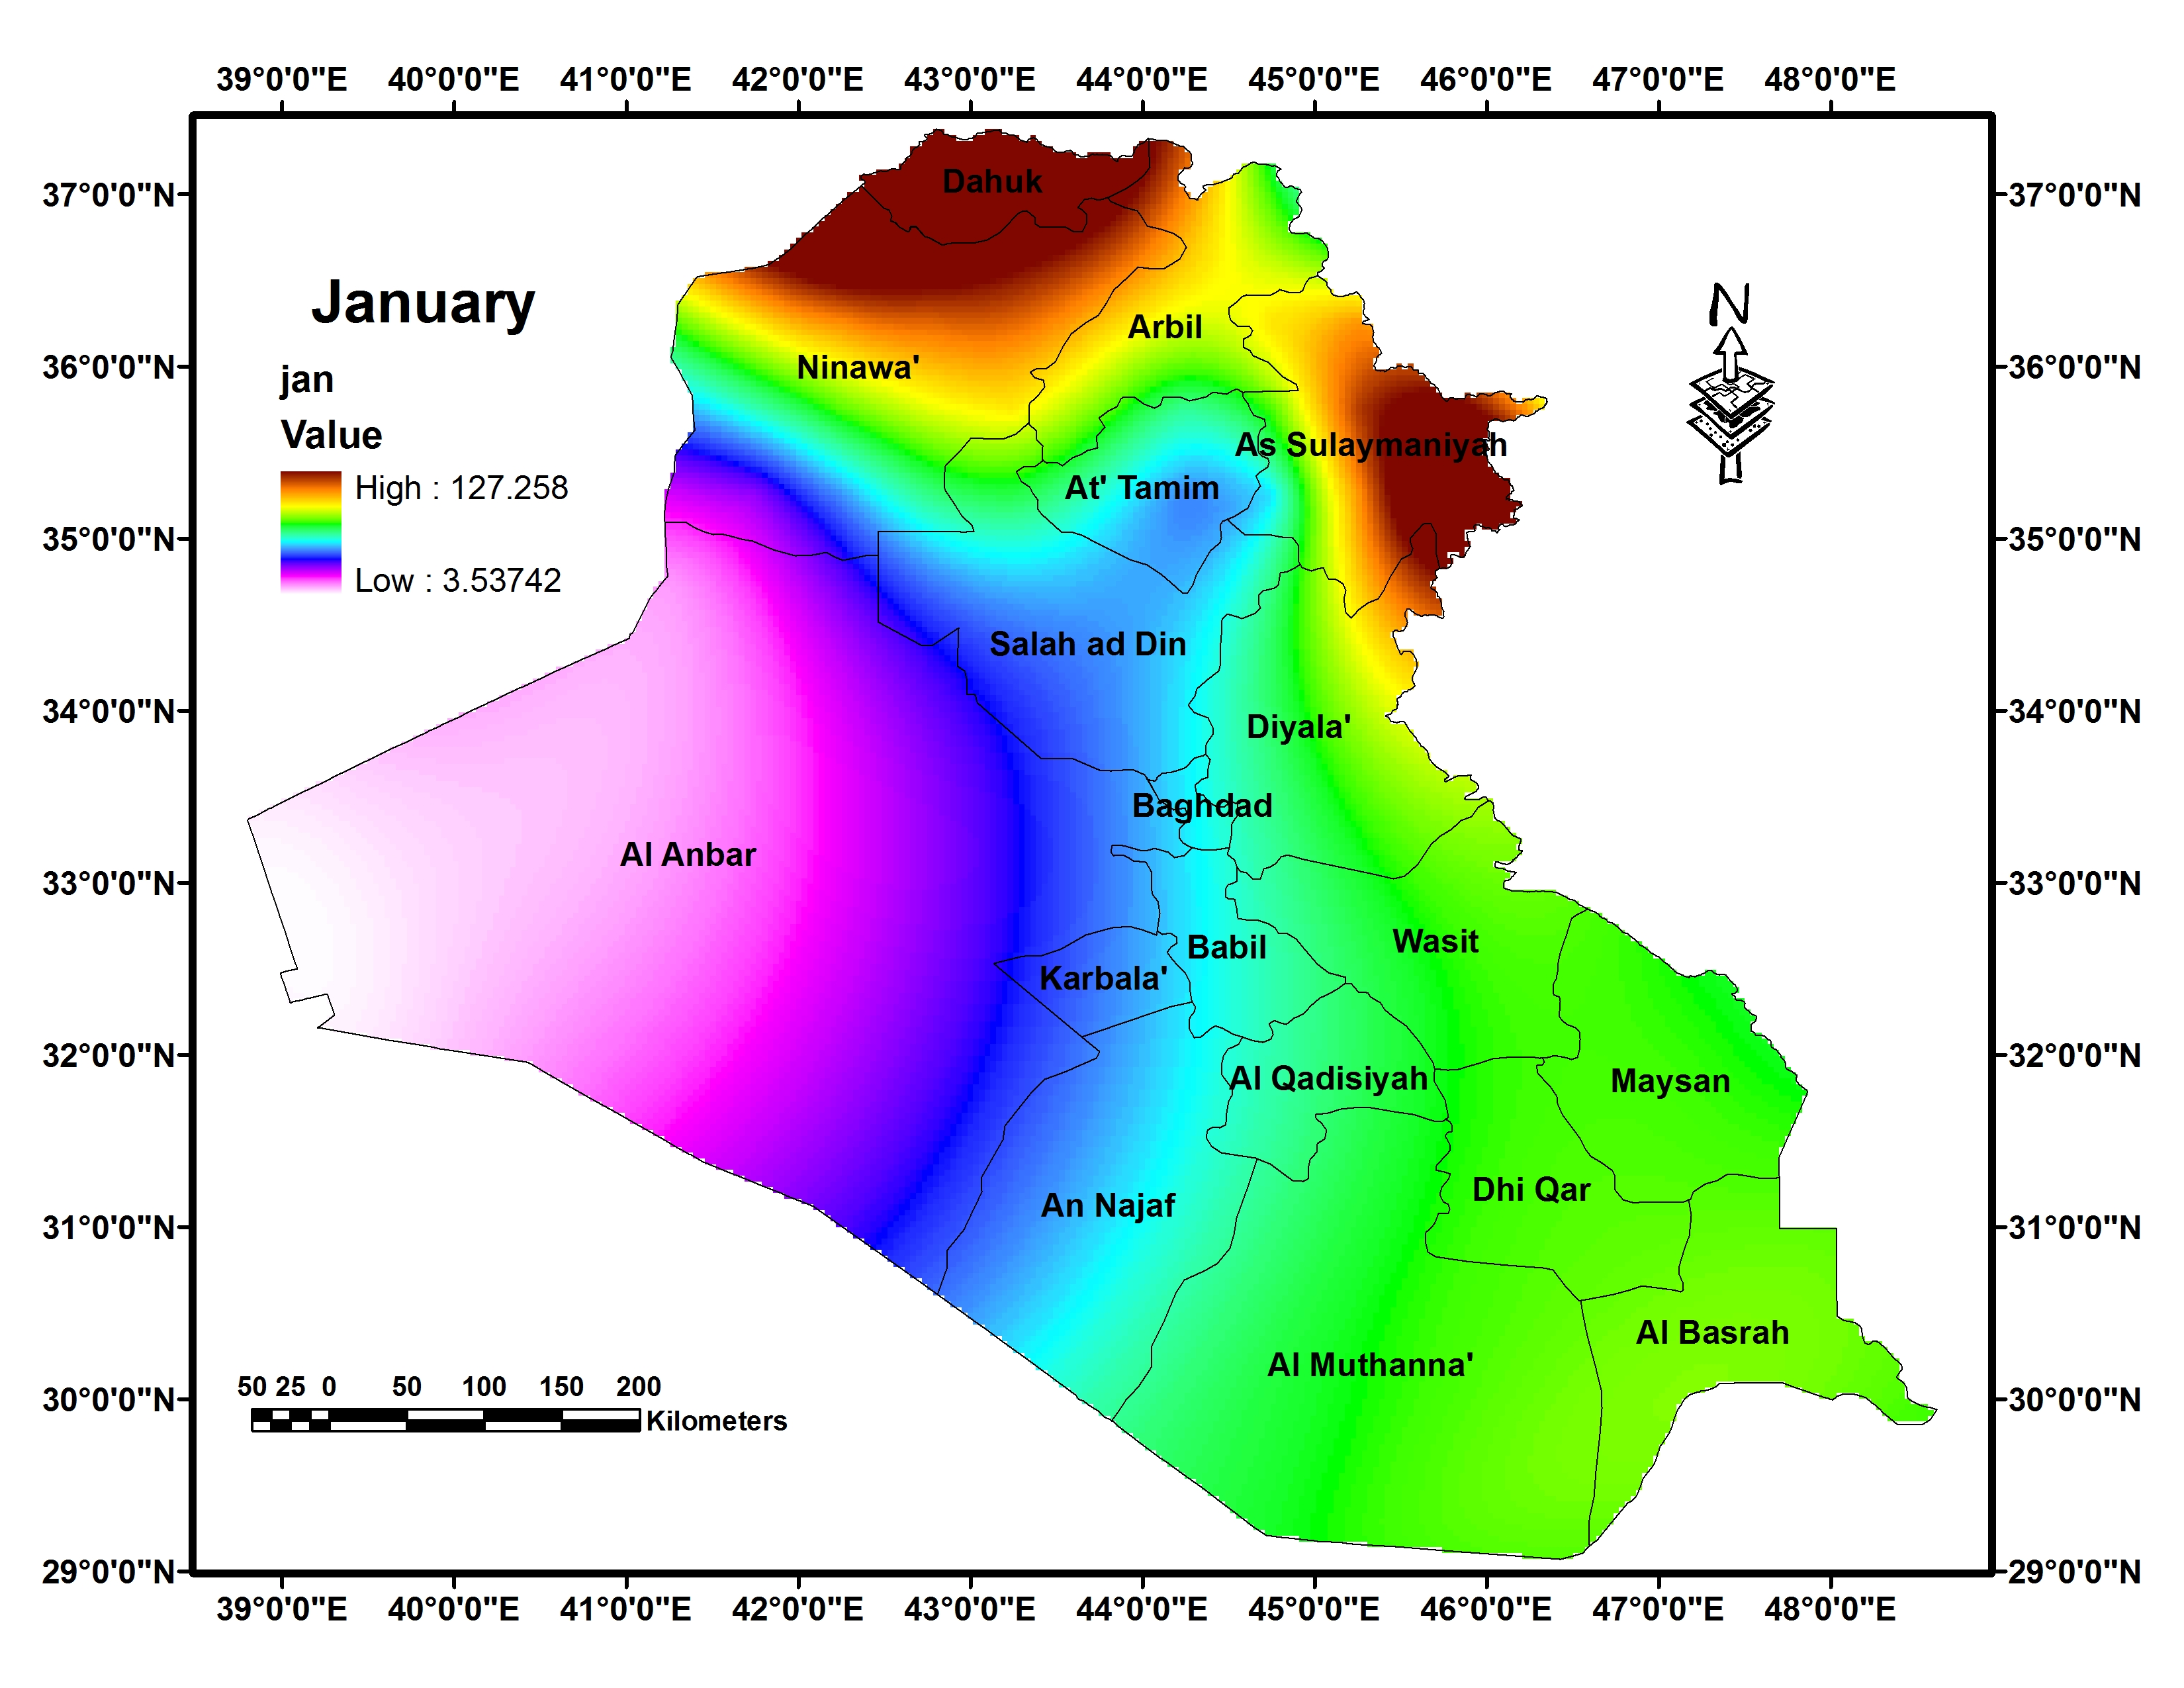 39°0'0"E 40°0'0"E 41°0'0"E 42°0'0"E 43°0'0"E 44°0'0"E 45°0'0"E 46°0'0"E 47°0'0"E 48°0'0"E
37°0'0"N 37°0'0"N
36°0'0"N 36°0'0"N
35°0'0"N 35°0'0"N
34°0'0"N 34°0'0"N
33°0'0"N 33°0'0"N
32°0'0"N 32°0'0"N
31°0'0"N 31°0'0"N
30°0'0"N 30°0'0"N
29°0'0"N 29°0'0"N
January
jan
Value
High : 127.258
Low : 3.53742
N
Dahuk
Arbil
Ninawa'
As Sulaymaniyah
At' Tamim
Salah ad Din
Diyala'
Baghdad
Al Anbar
Wasit
Babil
Karbala'
Al Qadisiyah
Maysan
Dhi Qar
An Najaf
Al Basrah
Al Muthanna'
50 25 0 50 100 150 200
Kilometers
39°0'0"E 40°0'0"E 41°0'0"E 42°0'0"E 43°0'0"E 44°0'0"E 45°0'0"E 46°0'0"E 47°0'0"E 48°0'0"E